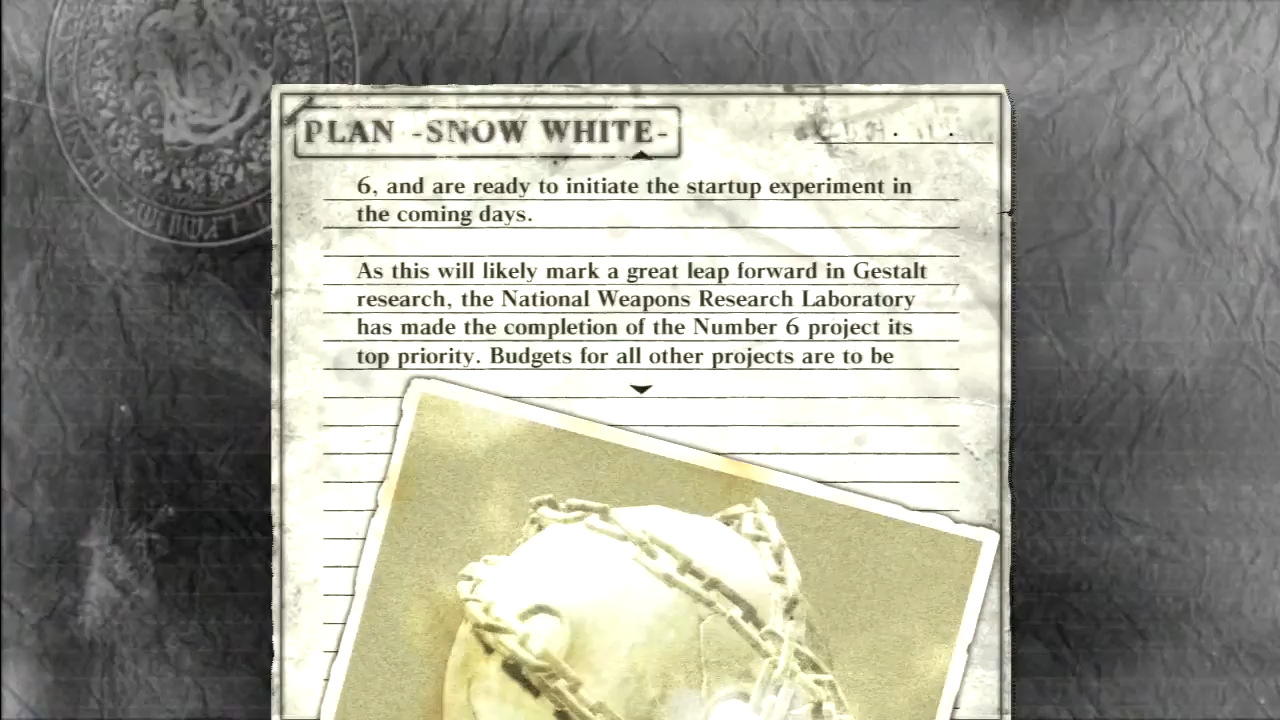 PLAN -SNOW WHITE-
6, and are ready to initiate the startup experiment in
the coming days.
As this will likely mark a great leap forward in Gestalt
research, the National Weapons Research Laboratory
has made the completion of the Number 6 project its
top priority. Budgets for all other projects are to be